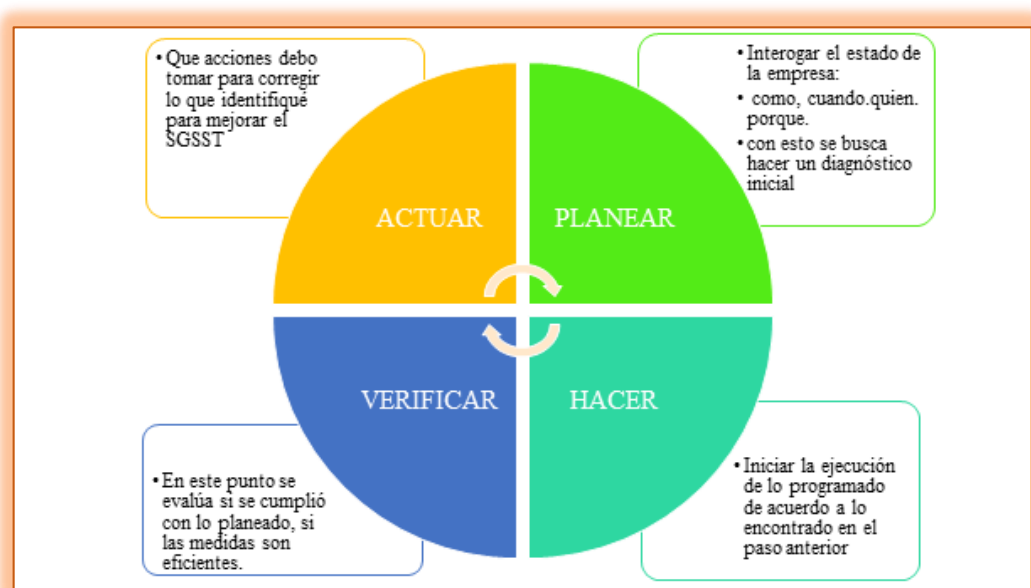 • Que acciones debo
tomar para corregir
lo que identifiqué
para mejorar el
SGSST
• Interogar el estado de
la empresa:
• como, cuando.quien.
porque.
• con esto se busca
hacer un diagnóstico
inicial
ACTUAR
PLANEAR
VERIFICAR
HACER
• En este punto se
evalúa si se cumplió
con lo planeado, si
las medidas son
eficientes.
• Iniciar la ejecución
de lo programado
de acuerdo a lo
encontrado en el
paso anterior